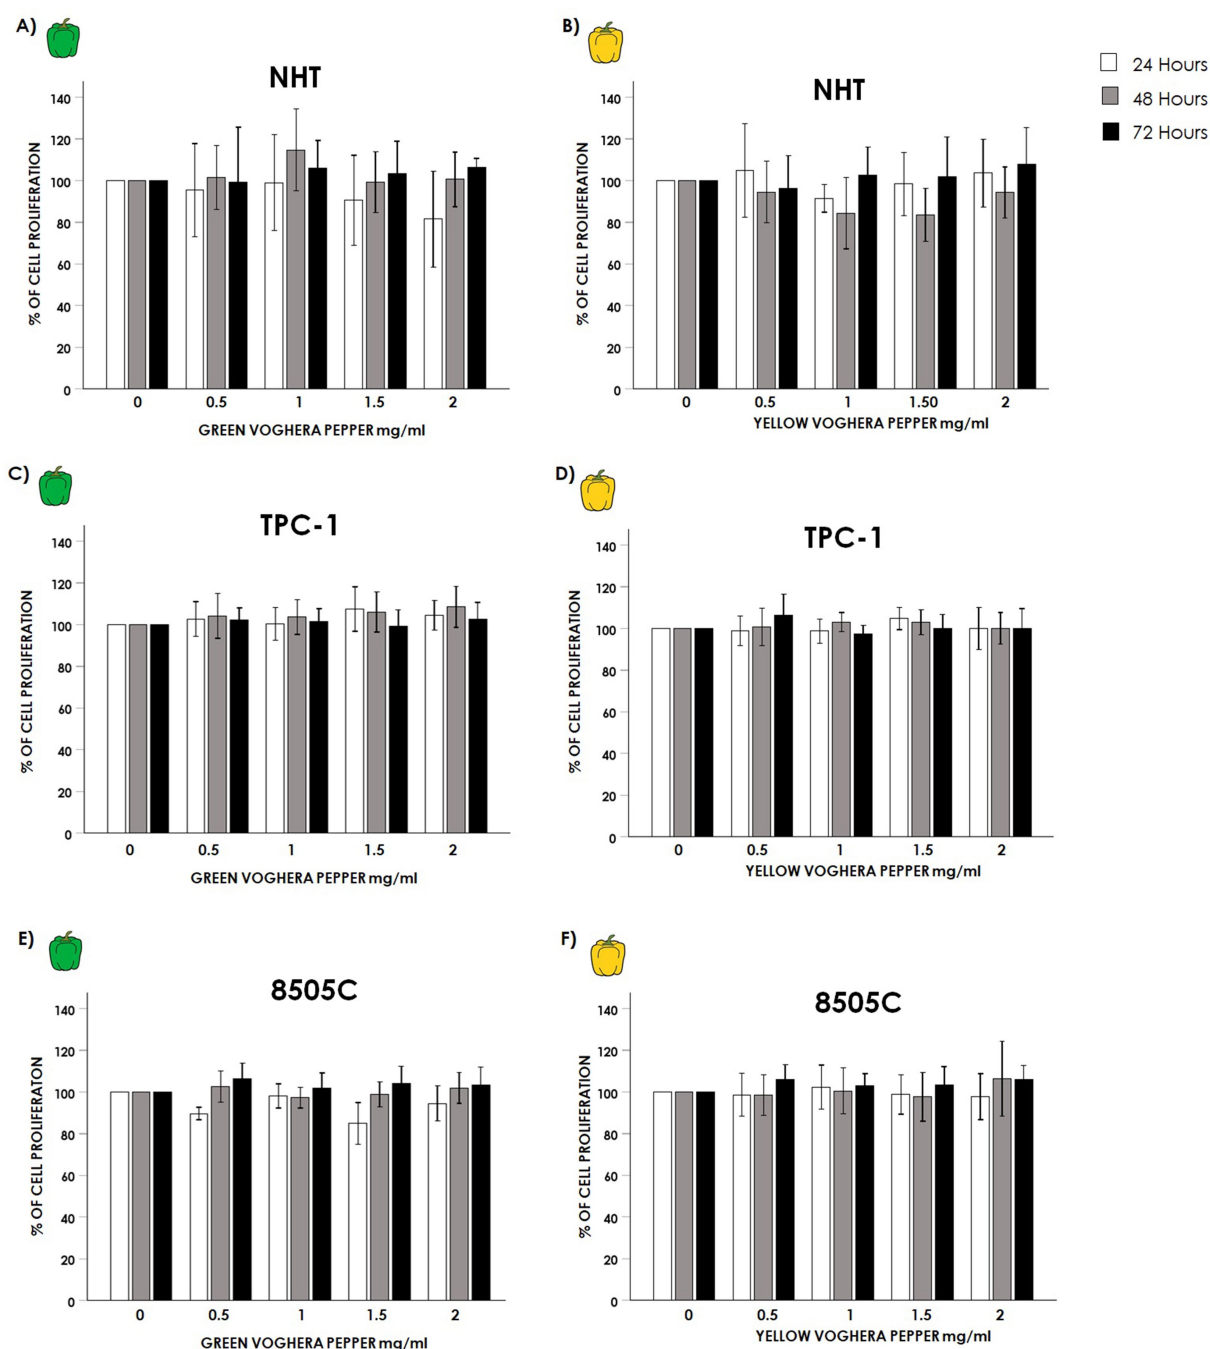 A)
NHT
140
120
100
80
60
40
20
0
% OF CELL PROLIFERATION
0 0.5 1 1.5 2
GREEN VOGHERA PEPPER mg/ml
B)
NHT
140
120
100
80
60
40
20
0
% OF CELL PROLIFERATION
0 0.5 1 1.50 2
YELLOW VOGHERA PEPPER mg/ml
24 Hours
48 Hours
72 Hours
C)
TPC-1
140
120
100
80
60
40
20
0
% OF CELL PROLIFERATION
0 0.5 1 1.5 2
GREEN VOGHERA PEPPER mg/ml
D)
TPC-1
140
120
100
80
60
40
20
0
% OF CELL PROLIFERATION
0 0.5 1 1.5 2
YELLOW VOGHERA PEPPER mg/ml
E)
8505C
140
120
100
80
60
40
20
0
% OF CELL PROLIFERATON
0 0.5 1 1.5 2
GREEN VOGHERA PEPPER mg/ml
F)
8505C
140
120
100
80
60
40
20
0
% OF CELL PROLIFERATION
0 0.5 1 1.5 2
YELLOW VOGHERA PEPPER mg/ml